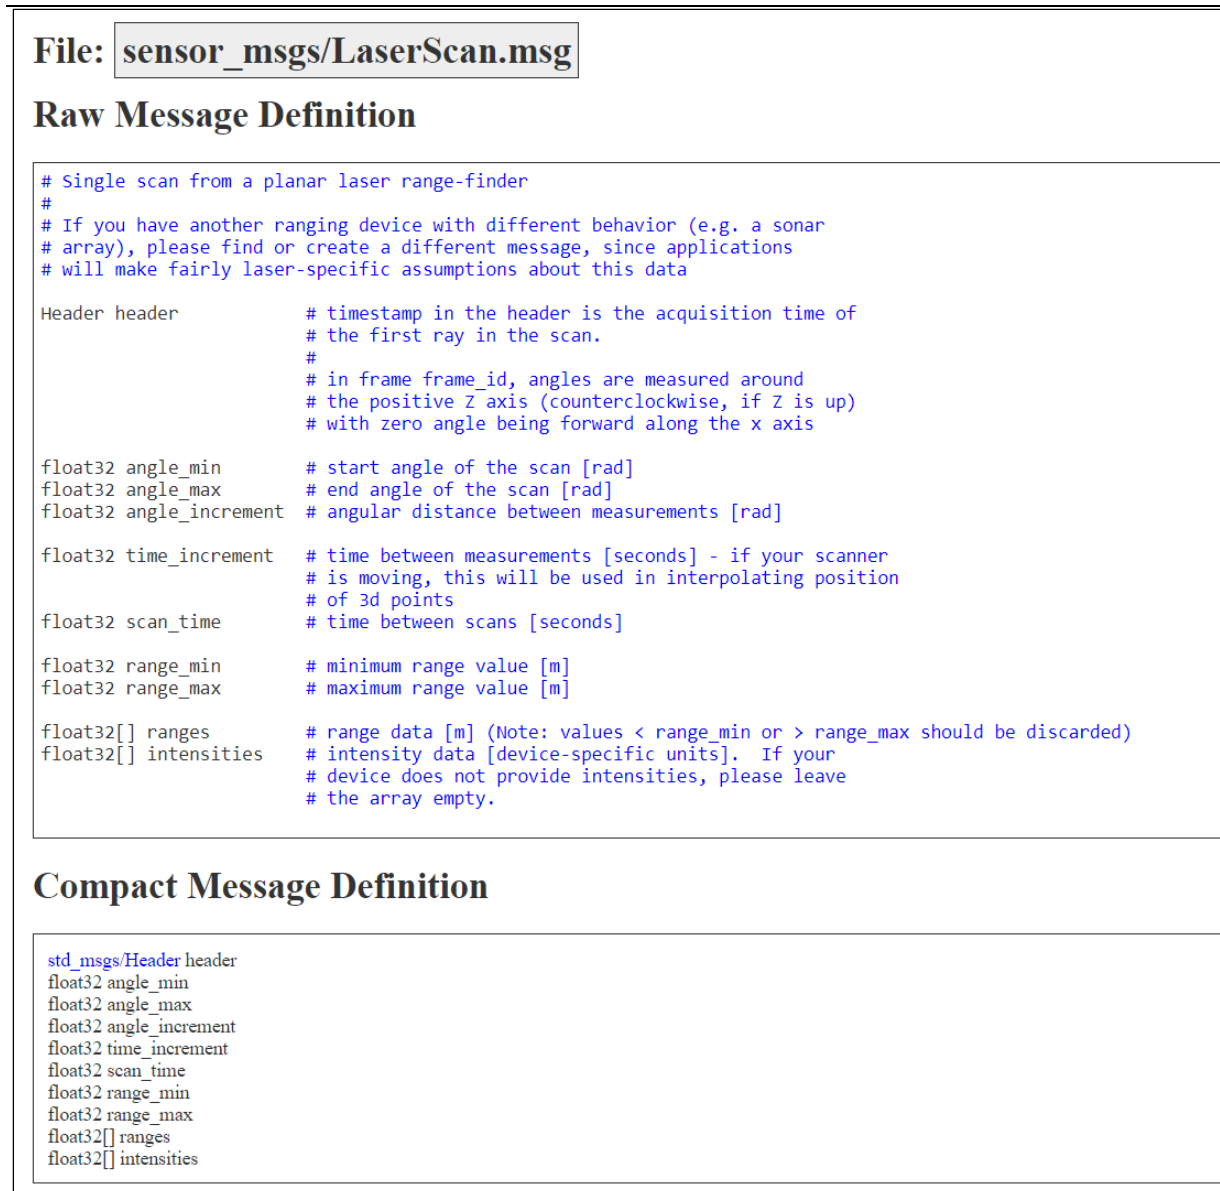 File: sensor_msgs/LaserScan.msg
Raw Message Definition
# Single scan from a planar laser range-finder
#
# If you have another ranging device with different behavior (e.g. a sonar
# array), please find or create a different message, since applications
# will make fairly laser-specific assumptions about this data
Header header # timestamp in the header is the acquisition time of
# the first ray in the scan.
#
# in frame frame_id, angles are measured around
# the positive Z axis (counterclockwise, if Z is up)
# with zero angle being forward along the x axis
float32 angle_min # start angle of the scan [rad]
float32 angle_max # end angle of the scan [rad]
float32 angle_increment # angular distance between measurements [rad]
float32 time_increment # time between measurements [seconds] - if your scanner
# is moving, this will be used in interpolating position
# of 3d points
float32 scan_time # time between scans [seconds]
float32 range_min # minimum range value [m]
float32 range_max # maximum range value [m]
float32[] ranges # range data [m] (Note: values < range_min or > range_max should be discarded)
float32[] intensities # intensity data [device-specific units]. If your
# device does not provide intensities, please leave
# the array empty.
Compact Message Definition
std_msgs/Header header
float32 angle_min
float32 angle_max
float32 angle_increment
float32 time_increment
float32 scan_time
float32 range_min
float32 range_max
float32[] ranges
float32[] intensities